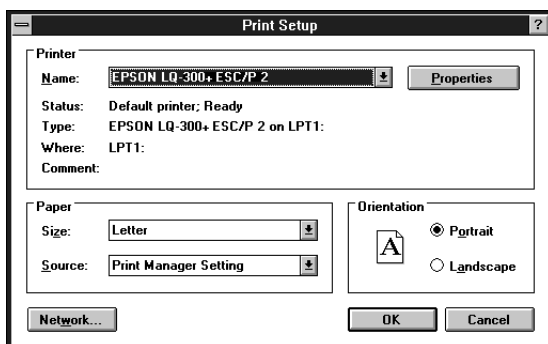 Print Setup ?
Printer
Name: EPSON LQ-300+ ESC/P 2 Properties
Status: Default printer; Ready
Type: EPSON LQ-300+ ESC/P 2 on LPT1:
Where: LPT1:
Comment:
Paper
Size: Letter
Source: Print Manager Setting
Orientation
A
Portrait
Landscape
Network... OK Cancel